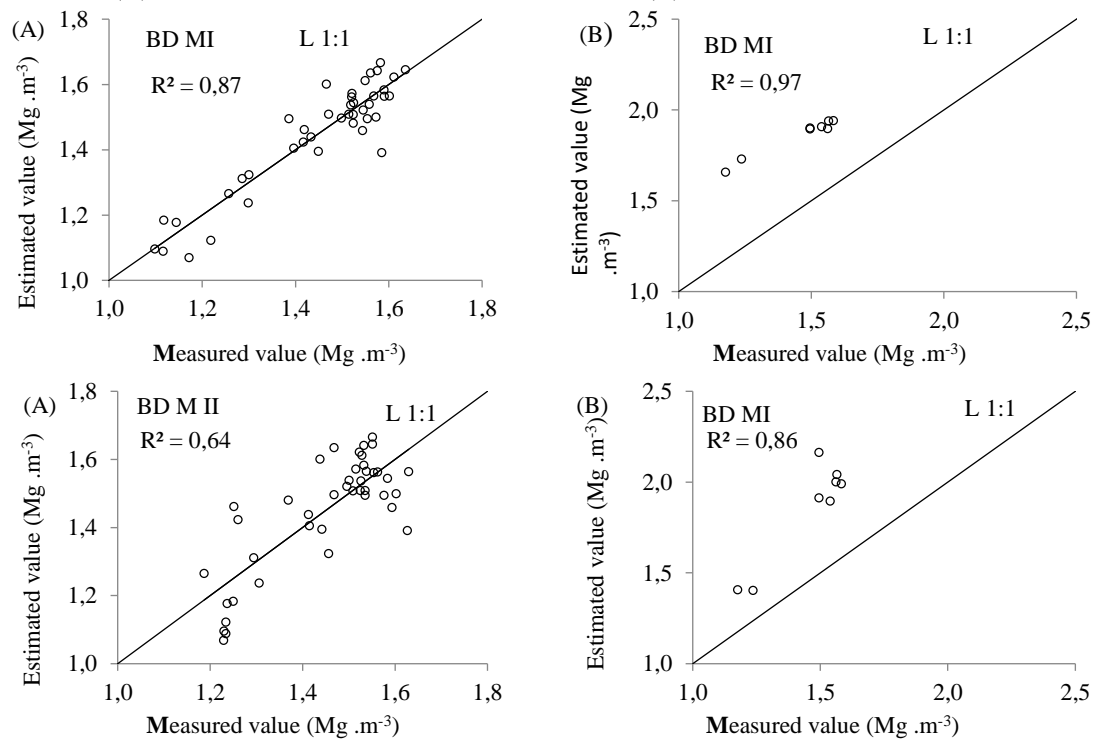 (A)
BD MI
L 1:1
R² = 0,87
Estimated value (Mg .m-3)
1,8
1,6
1,4
1,2
1,0
1,0 1,2 1,4 1,6 1,8
Measured value (Mg .m-3)
(B)
BD MI
L 1:1
R² = 0,97
Estimated value (Mg
.m-3)
2,5
2,0
1,5
1,0
1,0 1,5 2,0 2,5
Measured value (Mg .m-3)
(A)
BD M II
L 1:1
R² = 0,64
Estimated value (Mg .m-3)
1,8
1,6
1,4
1,2
1,0
1,0 1,2 1,4 1,6 1,8
Measured value (Mg .m-3)
(B)
BD MI
L 1:1
R² = 0,86
Estimated value (Mg .m-3)
2,5
2,0
1,5
1,0
1,0 1,5 2,0 2,5
Measured value (Mg .m-3)